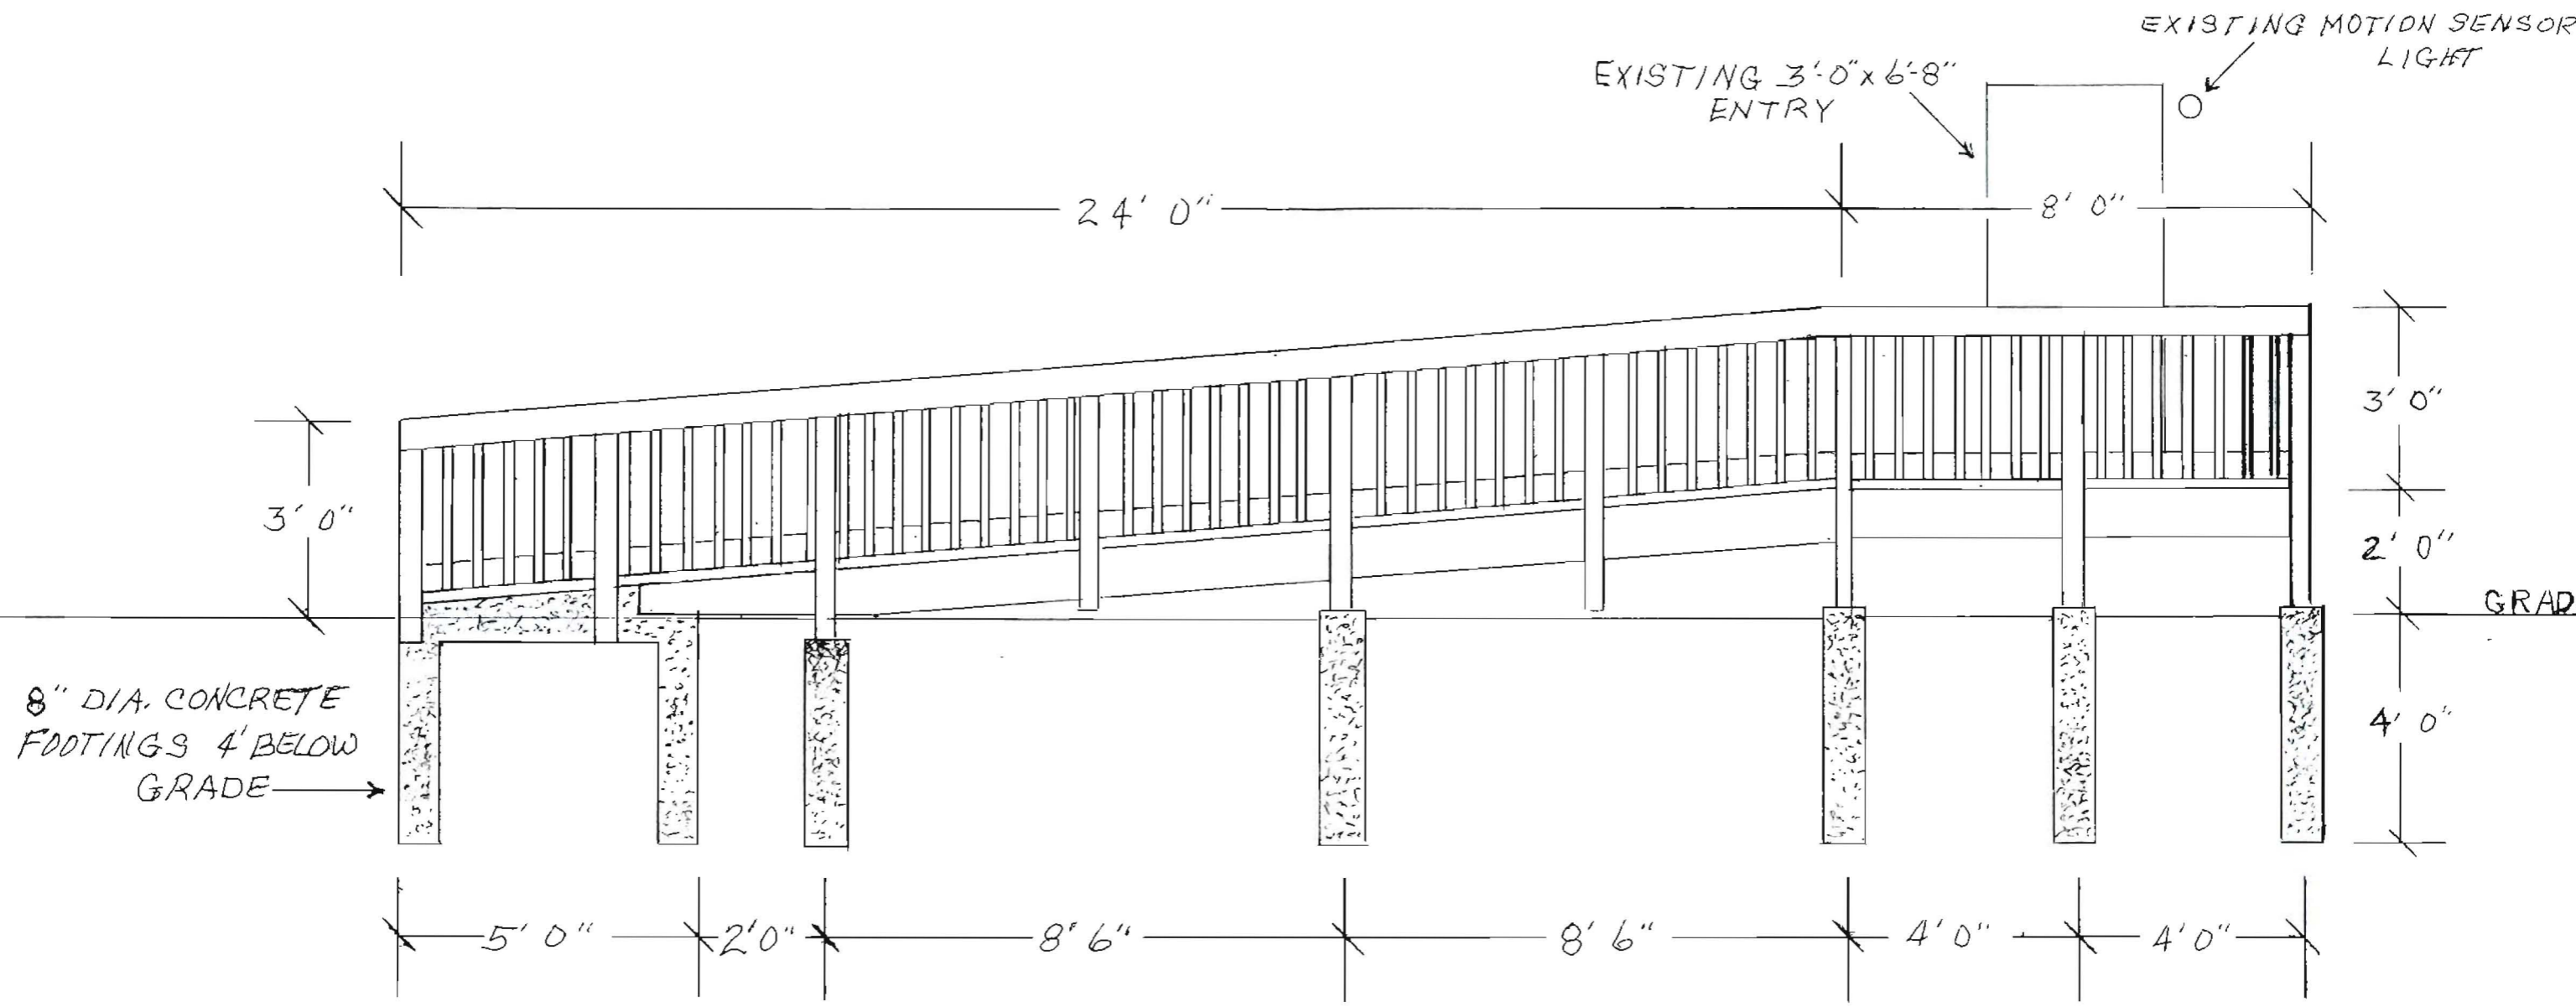 EXISTING MOTION SENSOR
LIGHT
EXISTING 3'-0" x 6'-8"
ENTRY
24' 0"
8' 0"
3' 0"
3' 0"
2' 0"
GRAD
8" DIA. CONCRETE
FOOTINGS 4' BELOW
GRADE
4' 0"
5' 0"
2' 0"
8' 6"
8' 6"
4' 0"
4' 0"